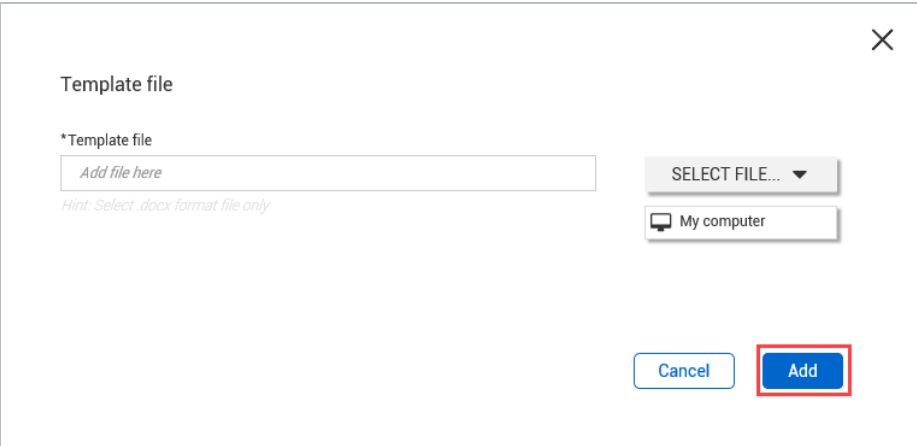 Template file
*Template file
Add file here
SELECT FILE...
Hint: Select .docx format file only
My computer
Cancel
Add